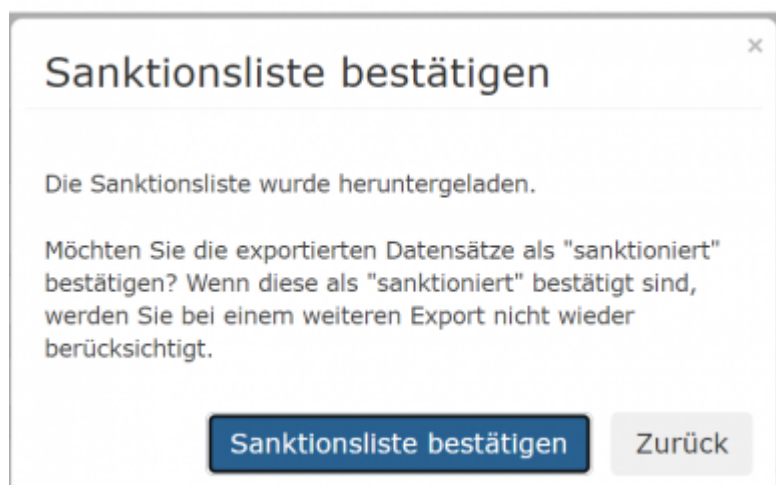 ×
Sanktionsliste bestätigen
Die Sanktionsliste wurde heruntergeladen.
Möchten Sie die exportierten Datensätze als "sanktioniert"
bestätigen? Wenn diese als "sanktioniert" bestätigt sind,
werden Sie bei einem weiteren Export nicht wieder
berücksichtigt.
Sanktionsliste bestätigen Zurück